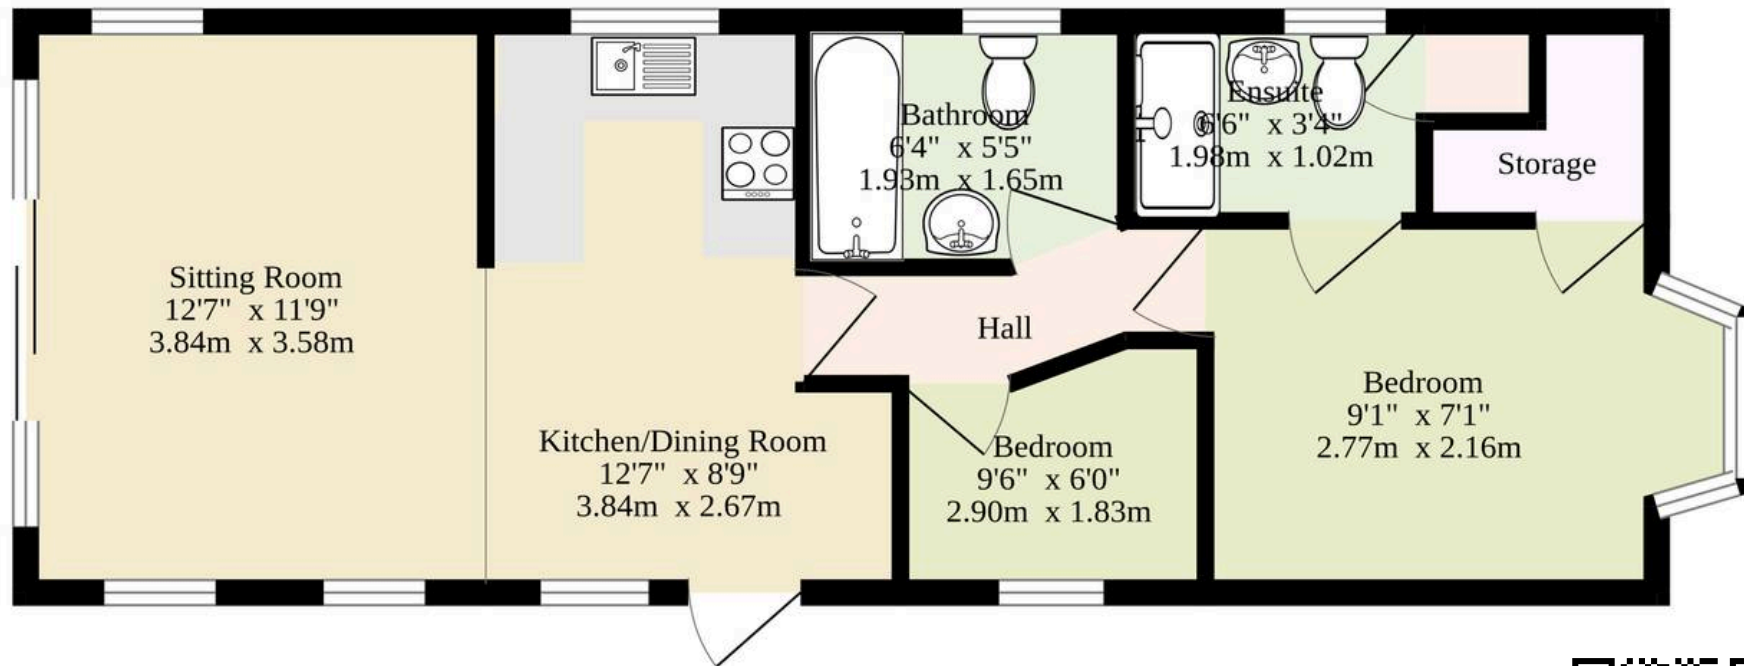 Sitting Room
12'7" x 11'9"
3.84m x 3.58m
Kitchen/Dining Room
12'7" x 8'9"
3.84m x 2.67m
Bathroom
6'4" x 5'5"
1.93m x 1.65m
Ensuite
6'6" x 3'4"
1.98m x 1.02m
Storage
Hall
Bedroom
9'6" x 6'0"
2.90m x 1.83m
Bedroom
9'1" x 7'1"
2.77m x 2.16m